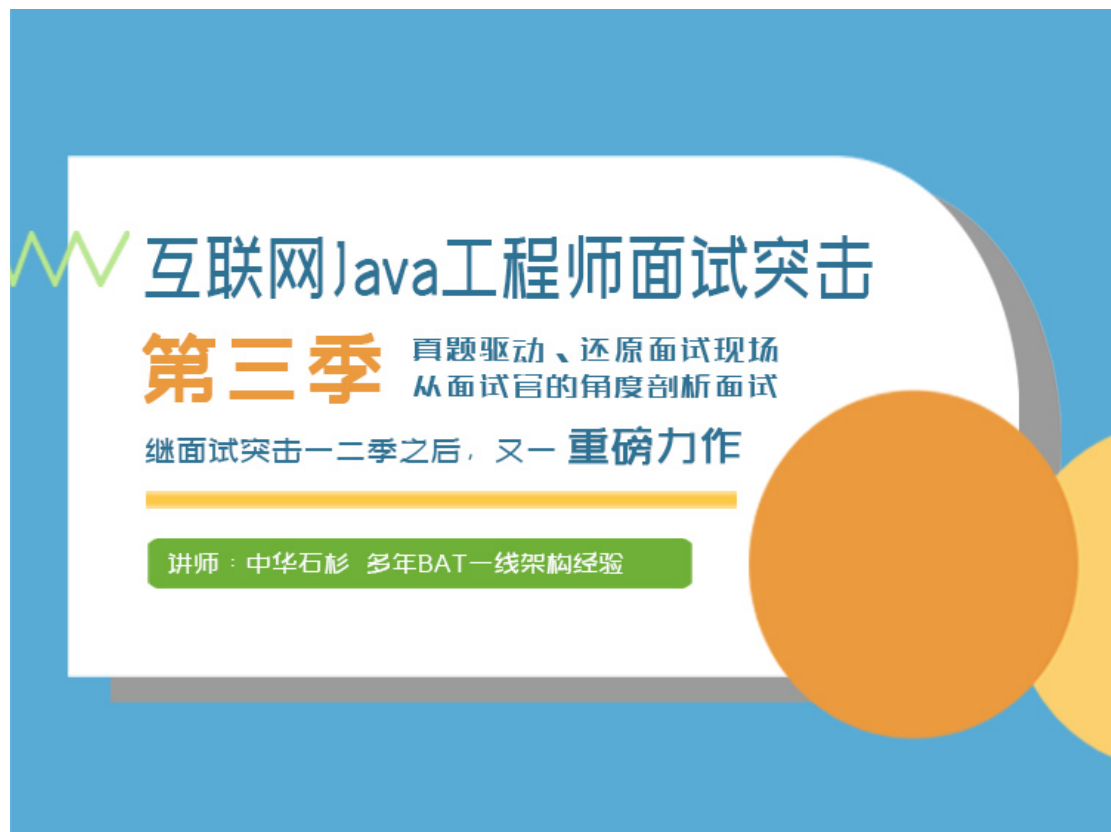 互联网Java工程师面试突击
第三季
真题驱动、还原面试现场
从面试官的角度剖析面试
继面试突击一二季之后，又一 重磅力作
讲师：中华石杉 多年BAT一线架构经验